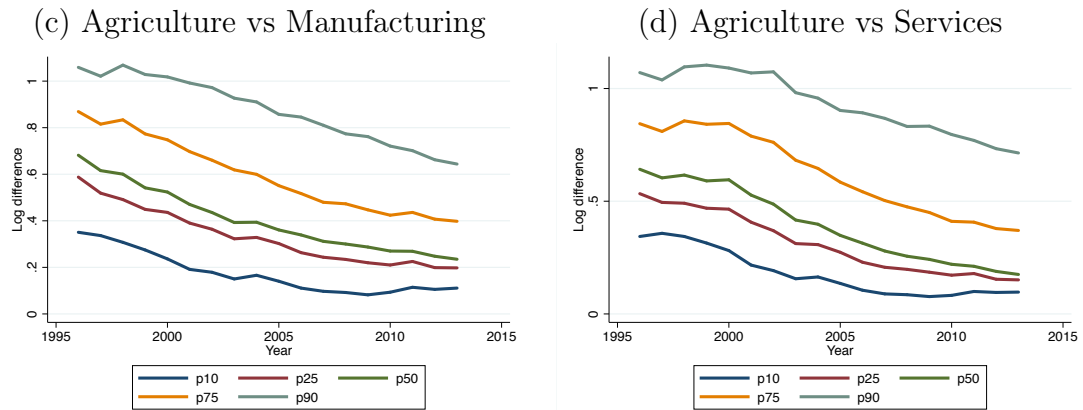 (c) Agriculture vs Manufacturing
Log difference
1
.8
.6
.4
.2
0
1995 2000 2005 2010 2015
Year
p10 p25 p50
p75 p90
(d) Agriculture vs Services
Log difference
1
.5
0
1995 2000 2005 2010 2015
Year
p10 p25 p50
p75 p90